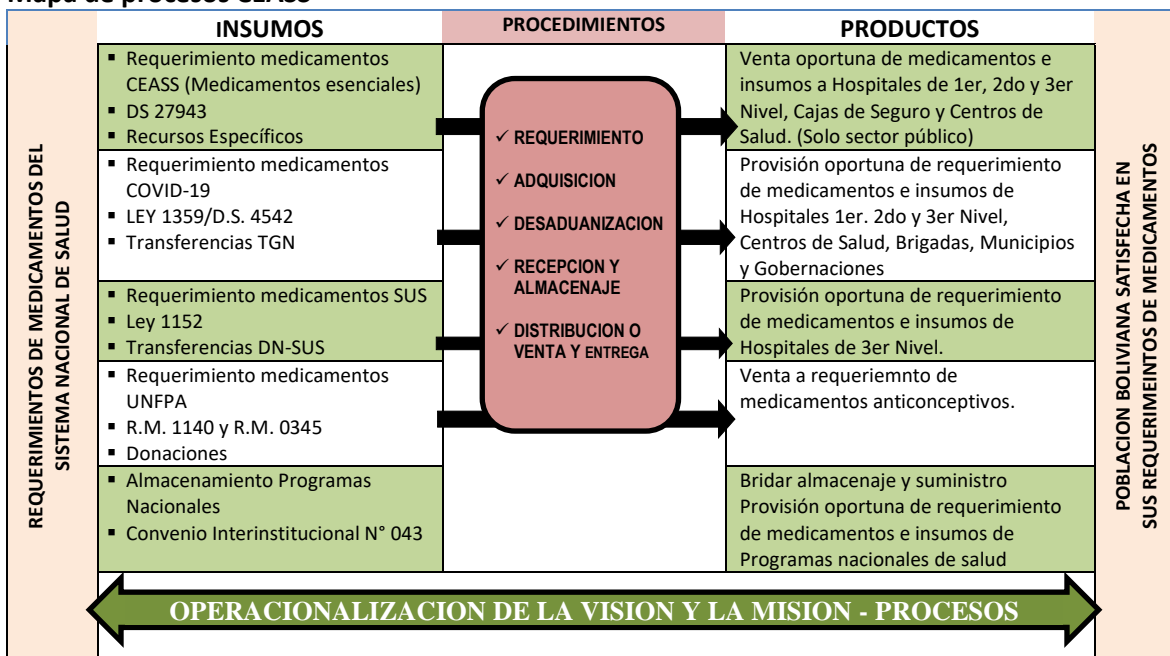 Mapa de procesos CEASS
INSUMOS
PROCEDIMIENTOS
PRODUCTOS
REQUERIMIENTOS DE MEDICAMENTOS DEL
SISTEMA NACIONAL DE SALUD
▪ Requerimiento medicamentos
CEASS (Medicamentos esenciales)
▪ DS 27943
▪ Recursos Específicos
▪ Requerimiento medicamentos
COVID-19
▪ LEY 1359/D.S. 4542
▪ Transferencias TGN
▪ Requerimiento medicamentos SUS
▪ Ley 1152
▪ Transferencias DN-SUS
▪ Requerimiento medicamentos
UNFPA
▪ R.M. 1140 y R.M. 0345
▪ Donaciones
▪ Almacenamiento Programas
Nacionales
▪ Convenio Interinstitucional N° 043
✓ REQUERIMIENTO
✓ ADQUISICION
✓ DESADUANIZACION
✓ RECEPCION Y
ALMACENAJE
✓ DISTRIBUCION O
VENTA Y ENTREGA
Venta oportuna de medicamentos e
insumos a Hospitales de 1er, 2do y 3er
Nivel, Cajas de Seguro y Centros de
Salud. (Solo sector público)
Provisión oportuna de requerimiento
de medicamentos e insumos de
Hospitales 1er. 2do y 3er Nivel,
Centros de Salud, Brigadas, Municipios
y Gobernaciones
Provisión oportuna de requerimiento
de medicamentos e insumos de
Hospitales de 3er Nivel.
Venta a requeriemnto de
medicamentos anticonceptivos.
Bridar almacenaje y suministro
Provisión oportuna de requerimiento
de medicamentos e insumos de
Programas nacionales de salud
POBLACION BOLIVIANA SATISFECHA EN
SUS REQUERIMEINTOS DE MEDICAMENTOS
OPERACIONALIZACION DE LA VISION Y LA MISION - PROCESOS